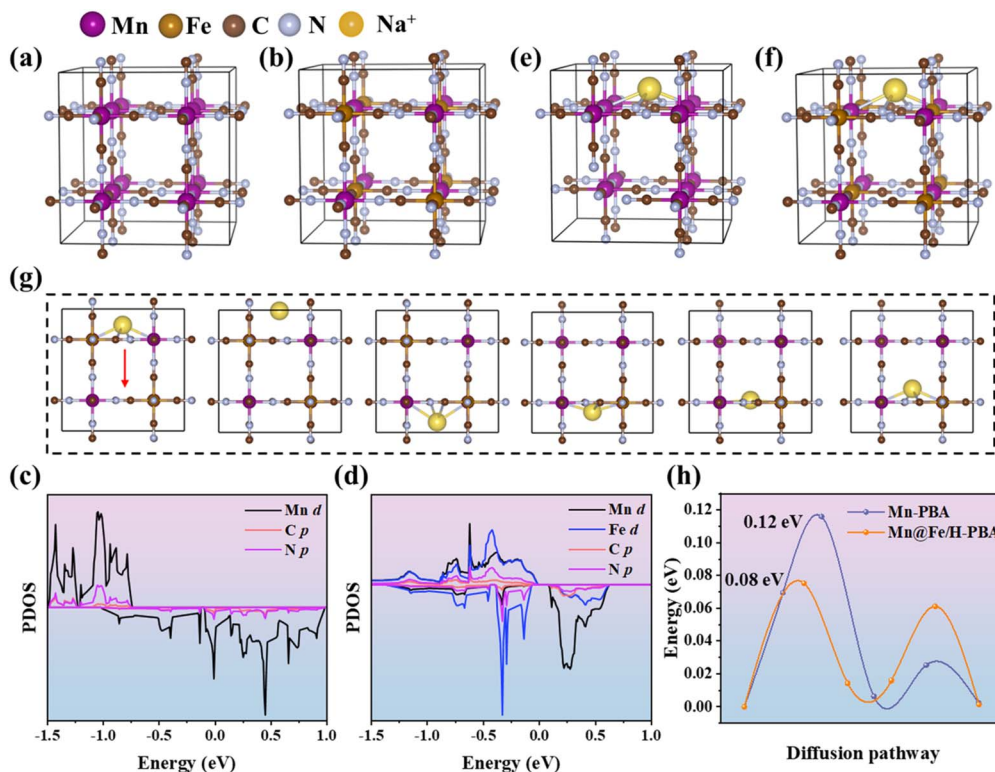 Mn Fe C N Na⁺
(a) (b) (e) (f)
(g)
(c) (d) (h)
Mn d
C p
N p
PDOS
-1.5 -1.0 -0.5 0.0 0.5 1.0
Energy (eV)
Mn d
Fe d
C p
N p
PDOS
-1.5 -1.0 -0.5 0.0 0.5 1.0
Energy (eV)
Mn-PBA
Mn@Fe/H-PBA
0.12 eV
0.08 eV
Energy (eV)
0.12
0.10
0.08
0.06
0.04
0.02
0.00
Diffusion pathway